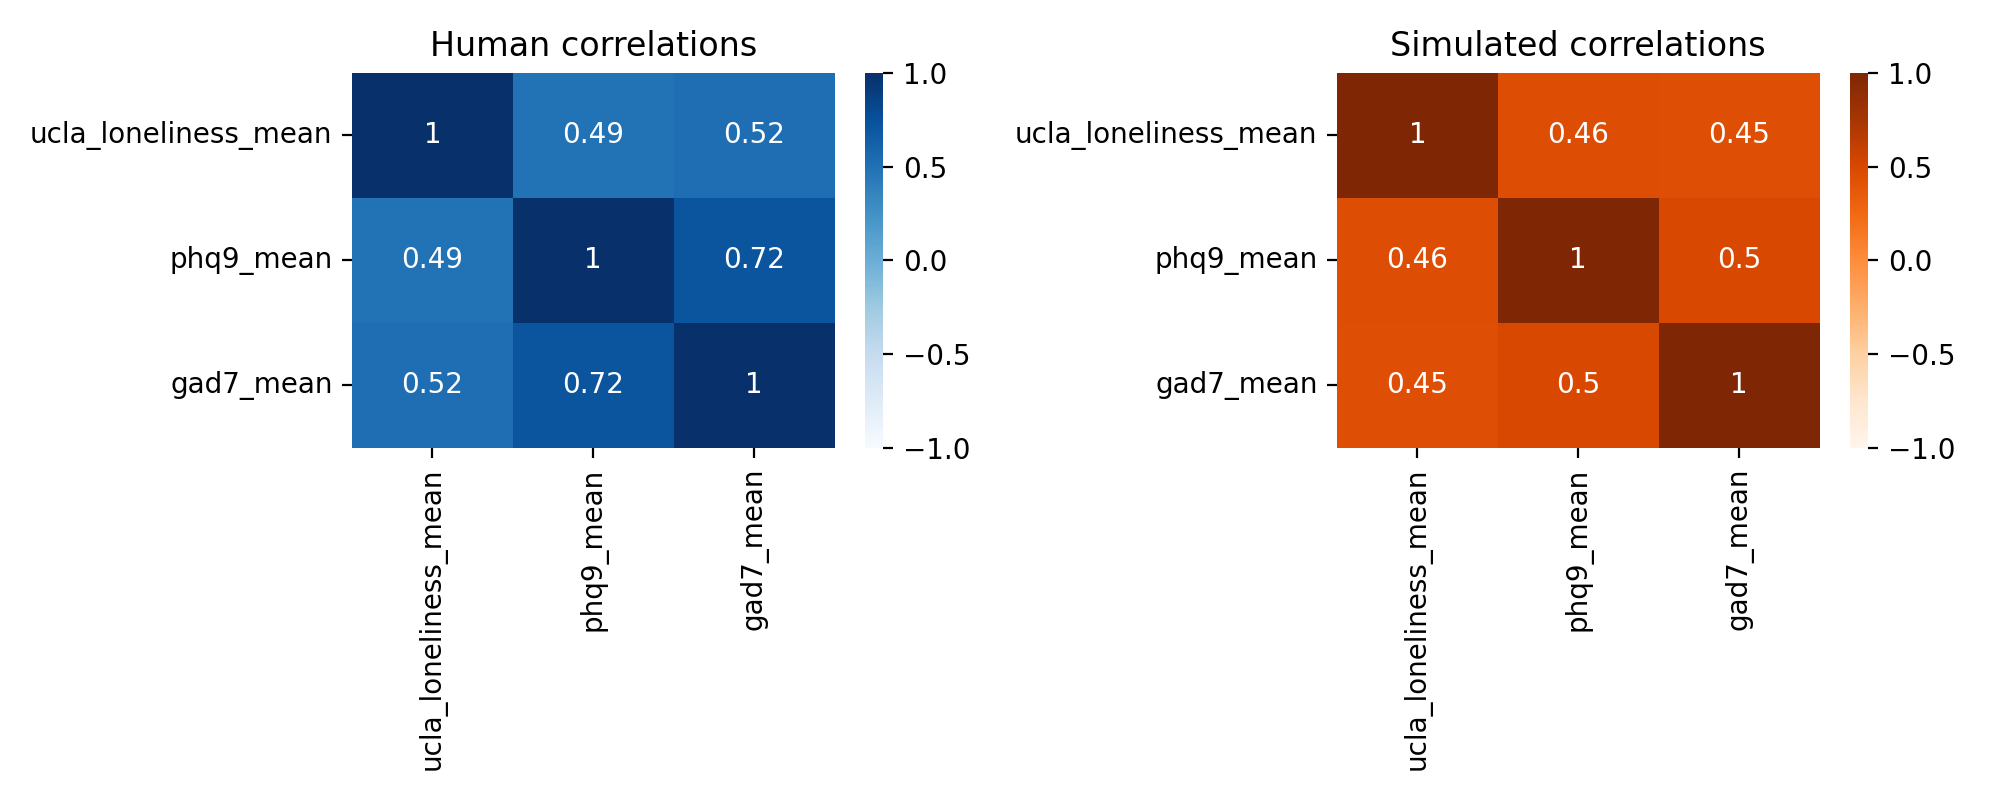 Human correlations
ucla_loneliness_mean
phq9_mean
gad7_mean
1 0.49 0.52
0.49 1 0.72
0.52 0.72 1
ucla_loneliness_mean
phq9_mean
gad7_mean
1.0
0.5
0.0
−0.5
−1.0
Simulated correlations
ucla_loneliness_mean
phq9_mean
gad7_mean
1 0.46 0.45
0.46 1 0.5
0.45 0.5 1
ucla_loneliness_mean
phq9_mean
gad7_mean
1.0
0.5
0.0
−0.5
−1.0